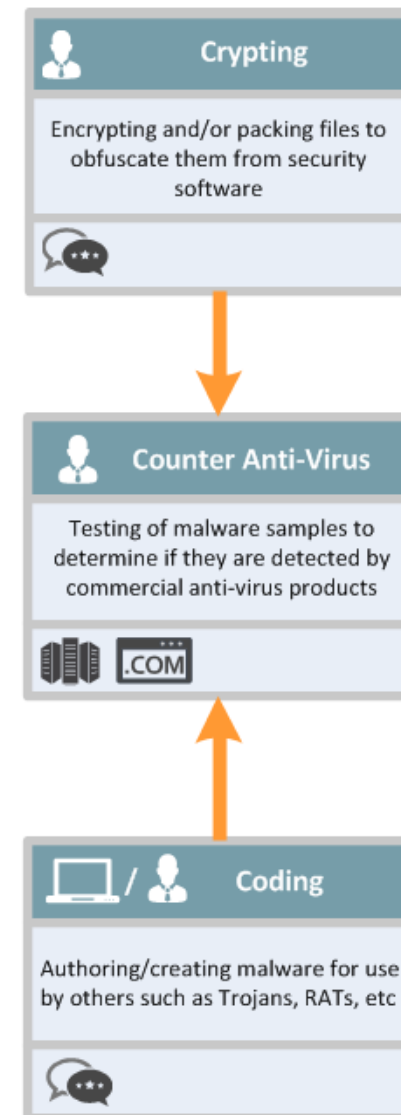 Crypting
Encrypting and/or packing files to
obfuscate them from security
software
Counter Anti-Virus
Testing of malware samples to
determine if they are detected by
commercial anti-virus products
.COM
/
Coding
Authoring/creating malware for use
by others such as Trojans, RATs, etc